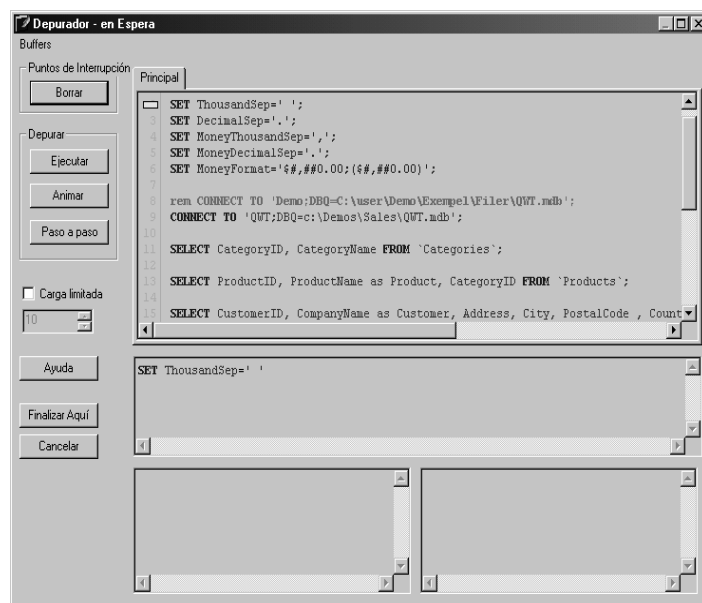 Depurador - en Espera
Buffers
Puntos de Interrupción
Borrar
Depurar
Ejecutar
Animar
Paso a paso
Carga limitada
10
Ayuda
Finalizar Aquí
Cancelar
Principal
SET ThousandSep=' ';
3 SET DecimalSep='.';
4 SET MoneyThousandSep=',';
5 SET MoneyDecimalSep='.';
6 SET MoneyFormat='$#,##0.00;($#,##0.00)';
7
8 rem CONNECT TO 'Demo;DBQ=C:\user\Demo\Exempel\Filer\QWT.mdb';
9 CONNECT TO 'QWT;DBQ=c:\Demos\Sales\QWT.mdb';
10
11 SELECT CategoryID, CategoryName FROM `Categories`;
12
13 SELECT ProductID, ProductName as Product, CategoryID FROM `Products`;
14
15 SELECT CustomerID, CompanyName as Customer, Address, City, PostalCode , Count
SET ThousandSep=' '